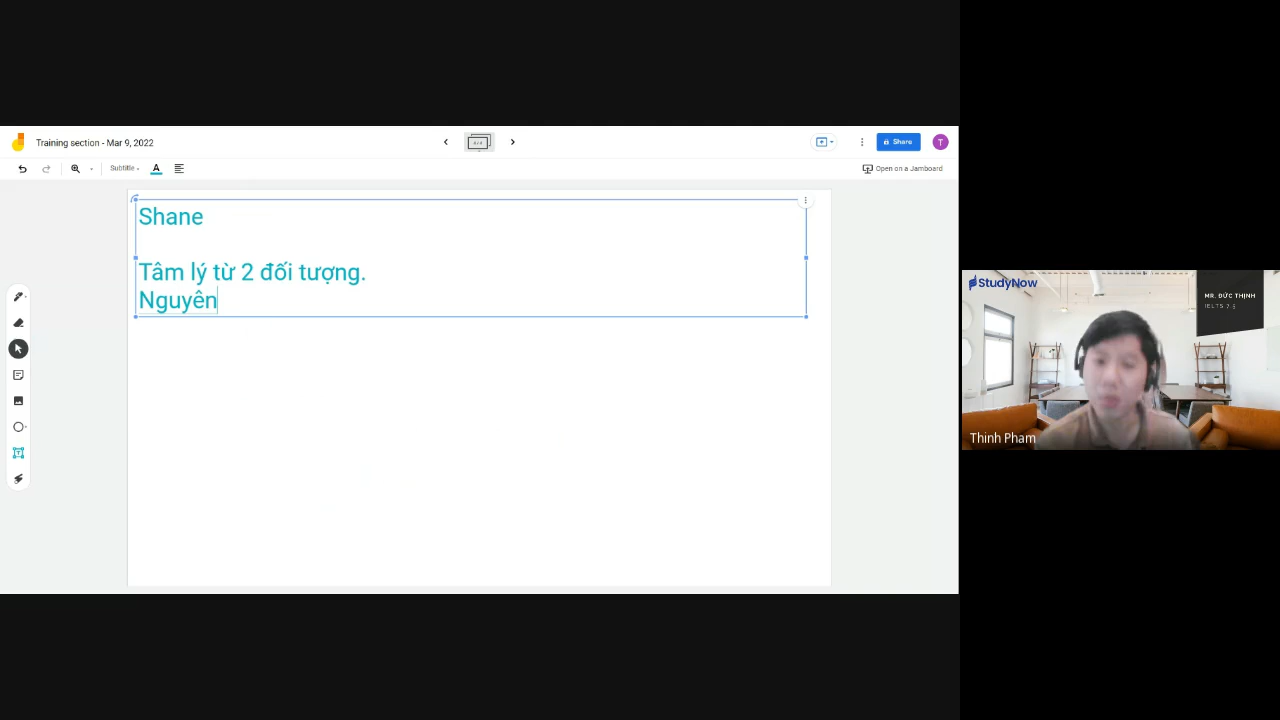 Training section - Mar 9, 2022
Share
T
Subtitle
A
Open on a Jamboard
Shane
Tâm lý từ 2 đối tượng.
Nguyên
StudyNow
MR. ĐỨC THỊNH
Thinh Pham